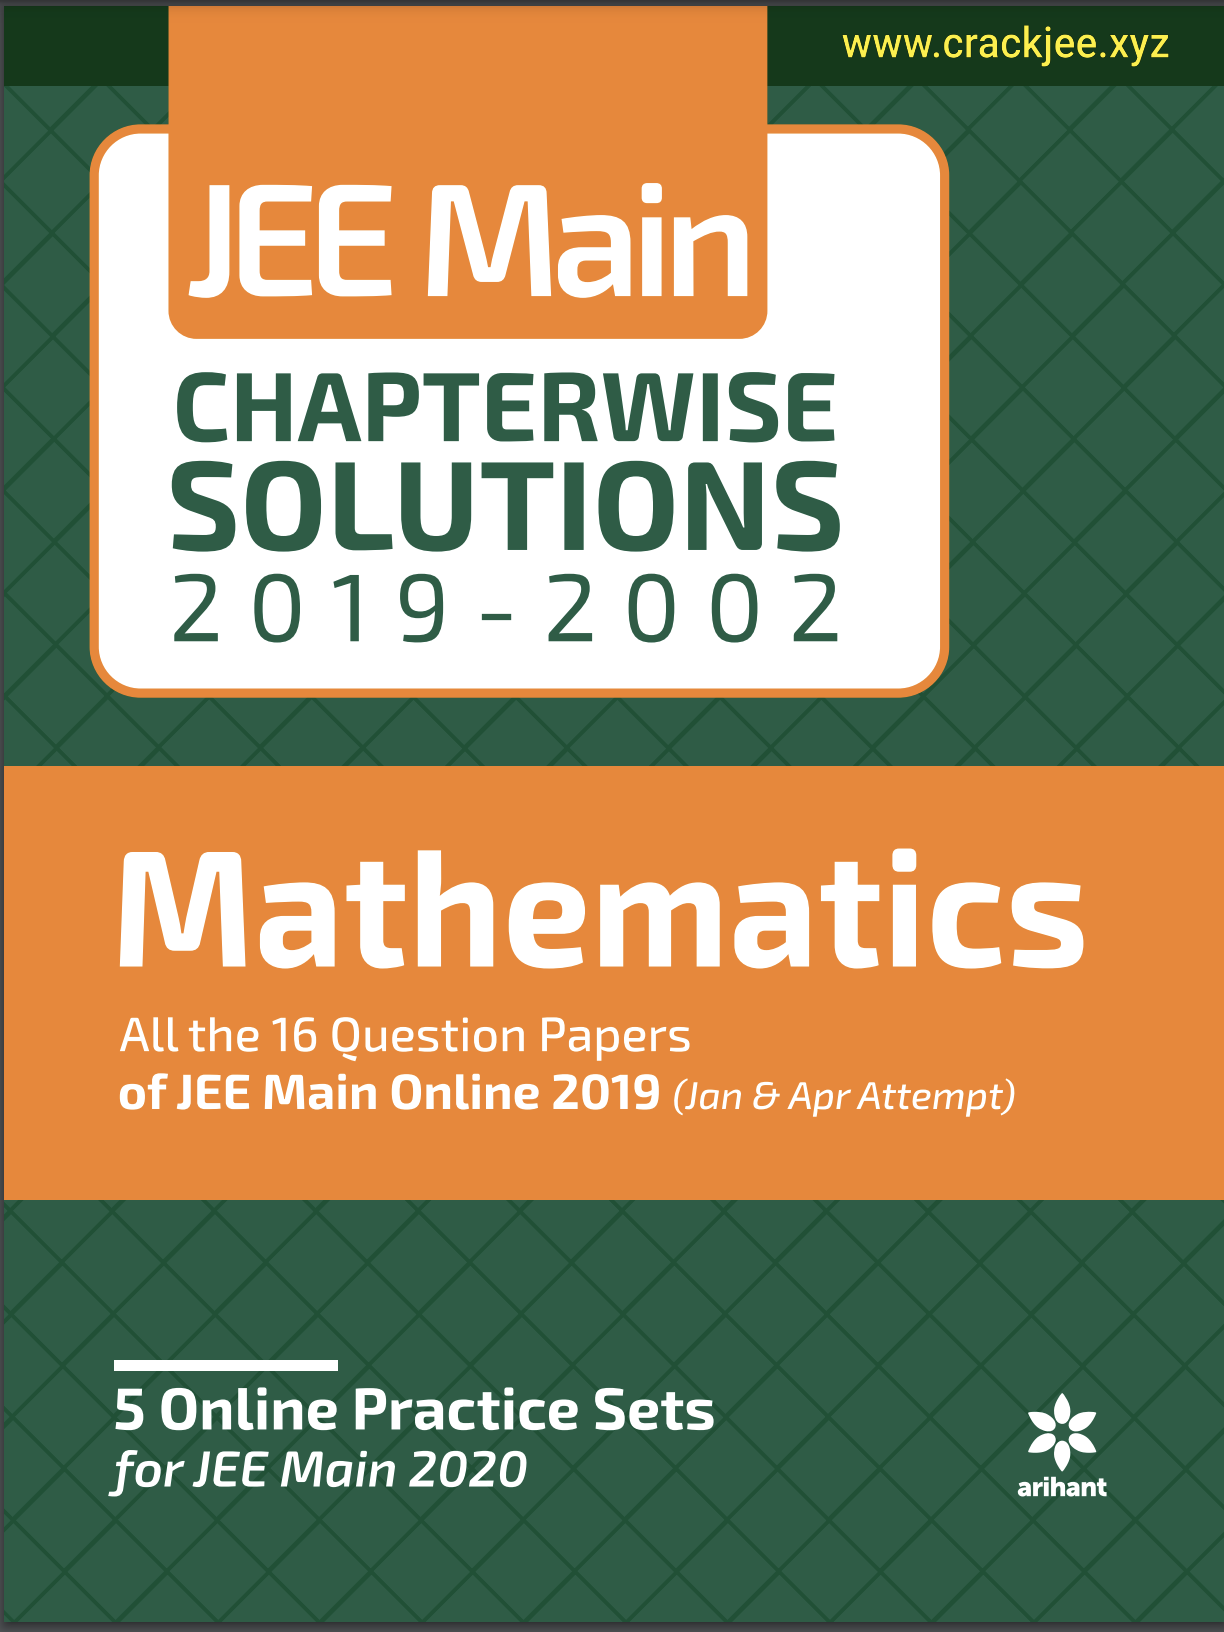 www.crackjee.xyz
JEE Main
CHAPTERWISE
SOLUTIONS
2019-2002
Mathematics
All the 16 Question Papers
of JEE Main Online 2019 (Jan & Apr Attempt)
5 Online Practice Sets
for JEE Main 2020
arihant